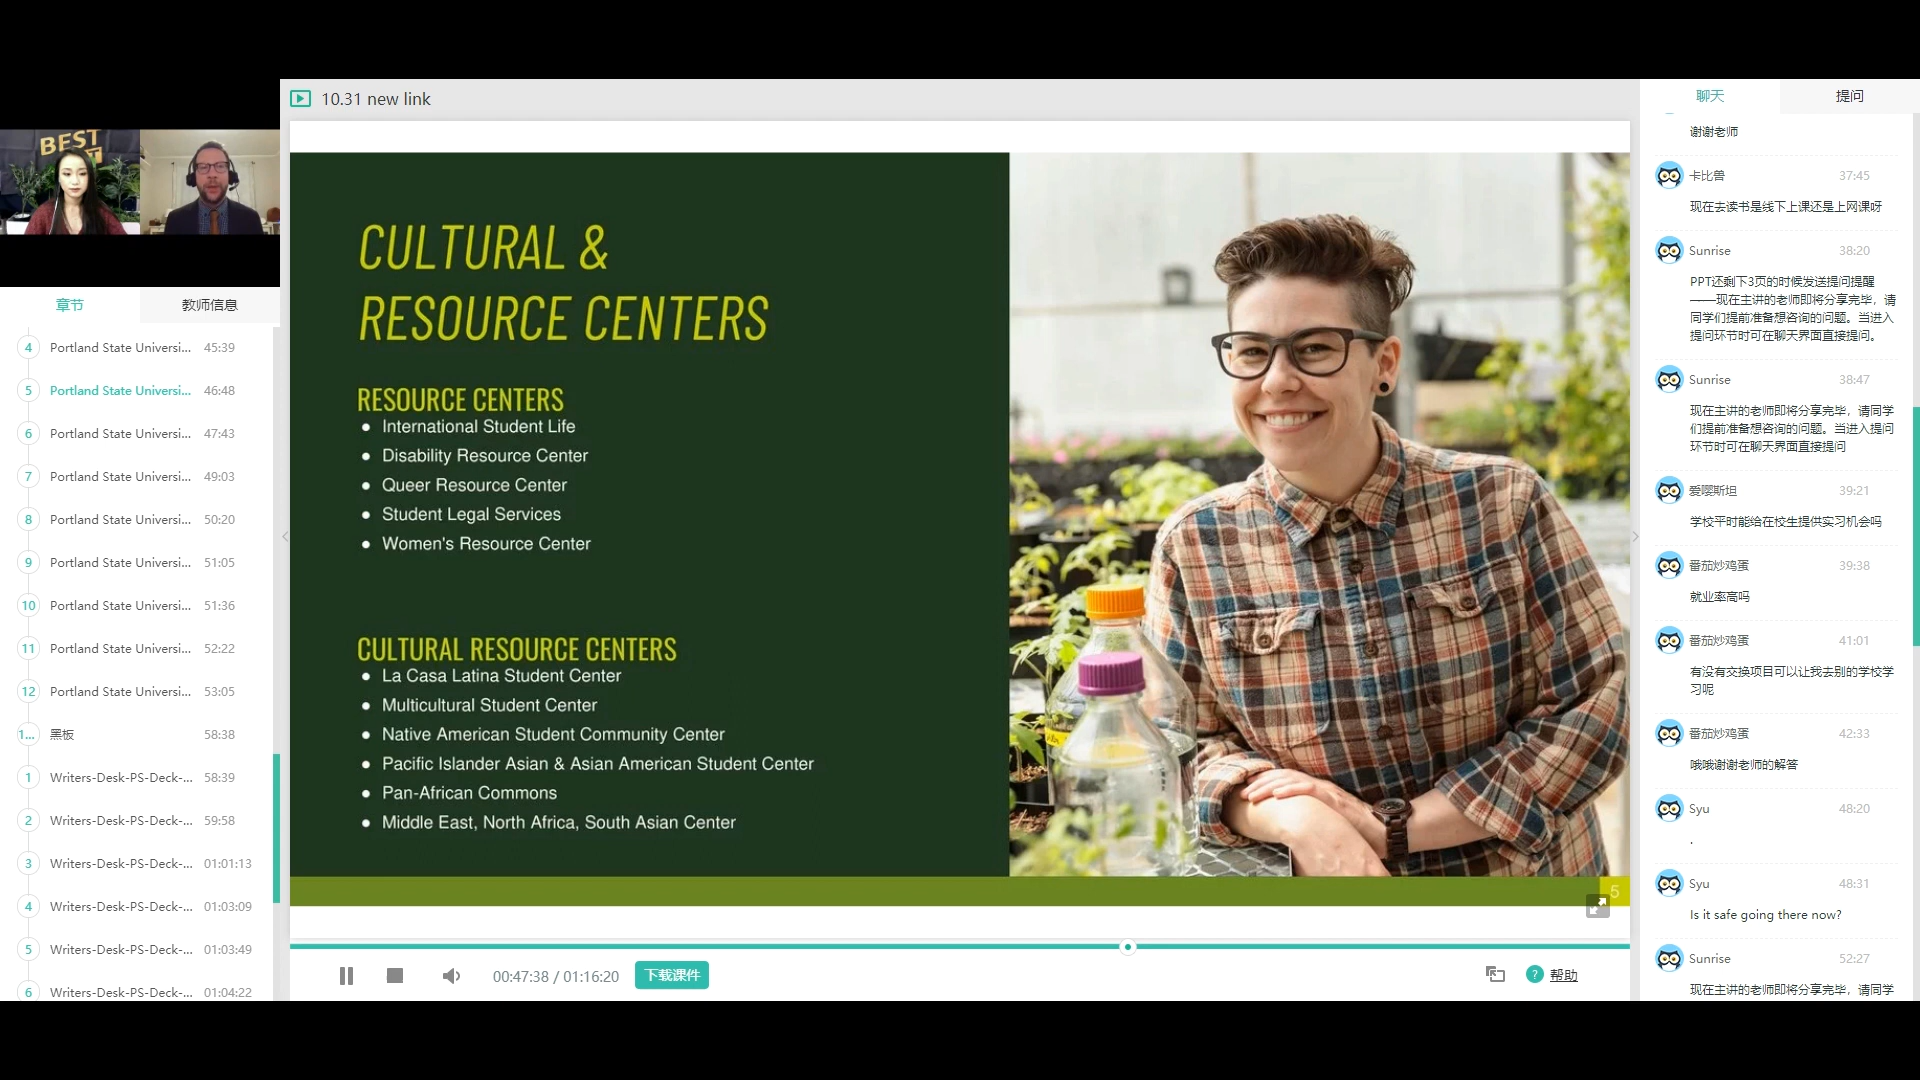 10.31 new link
BEST
章节
教师信息
4 Portland State Universi... 45:39
5 Portland State Universi... 46:48
6 Portland State Universi... 47:43
7 Portland State Universi... 49:03
8 Portland State Universi... 50:20
9 Portland State Universi... 51:05
10 Portland State Universi... 51:36
11 Portland State Universi... 52:22
12 Portland State Universi... 53:05
1... 黑板 58:38
1 Writers-Desk-PS-Deck-... 58:39
2 Writers-Desk-PS-Deck-... 59:58
3 Writers-Desk-PS-Deck-... 01:01:13
4 Writers-Desk-PS-Deck-... 01:03:09
5 Writers-Desk-PS-Deck-... 01:03:49
6 Writers-Desk-PS-Deck-... 01:04:22
CULTURAL &
RESOURCE CENTERS
RESOURCE CENTERS
• International Student Life
• Disability Resource Center
• Queer Resource Center
• Student Legal Services
• Women's Resource Center
CULTURAL RESOURCE CENTERS
• La Casa Latina Student Center
• Multicultural Student Center
• Native American Student Community Center
• Pacific Islander Asian & Asian American Student Center
• Pan-African Commons
• Middle East, North Africa, South Asian Center
5
00:47:38 / 01:16:20
下载课件
? 帮助
聊天
提问
谢谢老师
卡比兽 37:45
现在去读书是线下上课还是上网课呀
Sunrise 38:20
PPT还剩下3页的时候发送提问提醒
——现在主讲的老师即将分享完毕，请
同学们提前准备想咨询的问题。当进入
提问环节时可在聊天界面直接提问。
Sunrise 38:47
现在主讲的老师即将分享完毕，请同学
们提前准备想咨询的问题。当进入提问
环节时可在聊天界面直接提问
爱嘤斯坦 39:21
学校平时能给在校生提供实习机会吗
番茄炒鸡蛋 39:38
就业率高吗
番茄炒鸡蛋 41:01
有没有交换项目可以让我去别的学校学
习呢
番茄炒鸡蛋 42:33
哦哦谢谢老师的解答
Syu 48:20
.
Syu 48:31
Is it safe going there now?
Sunrise 52:27
现在主讲的老师即将分享完毕，请同学